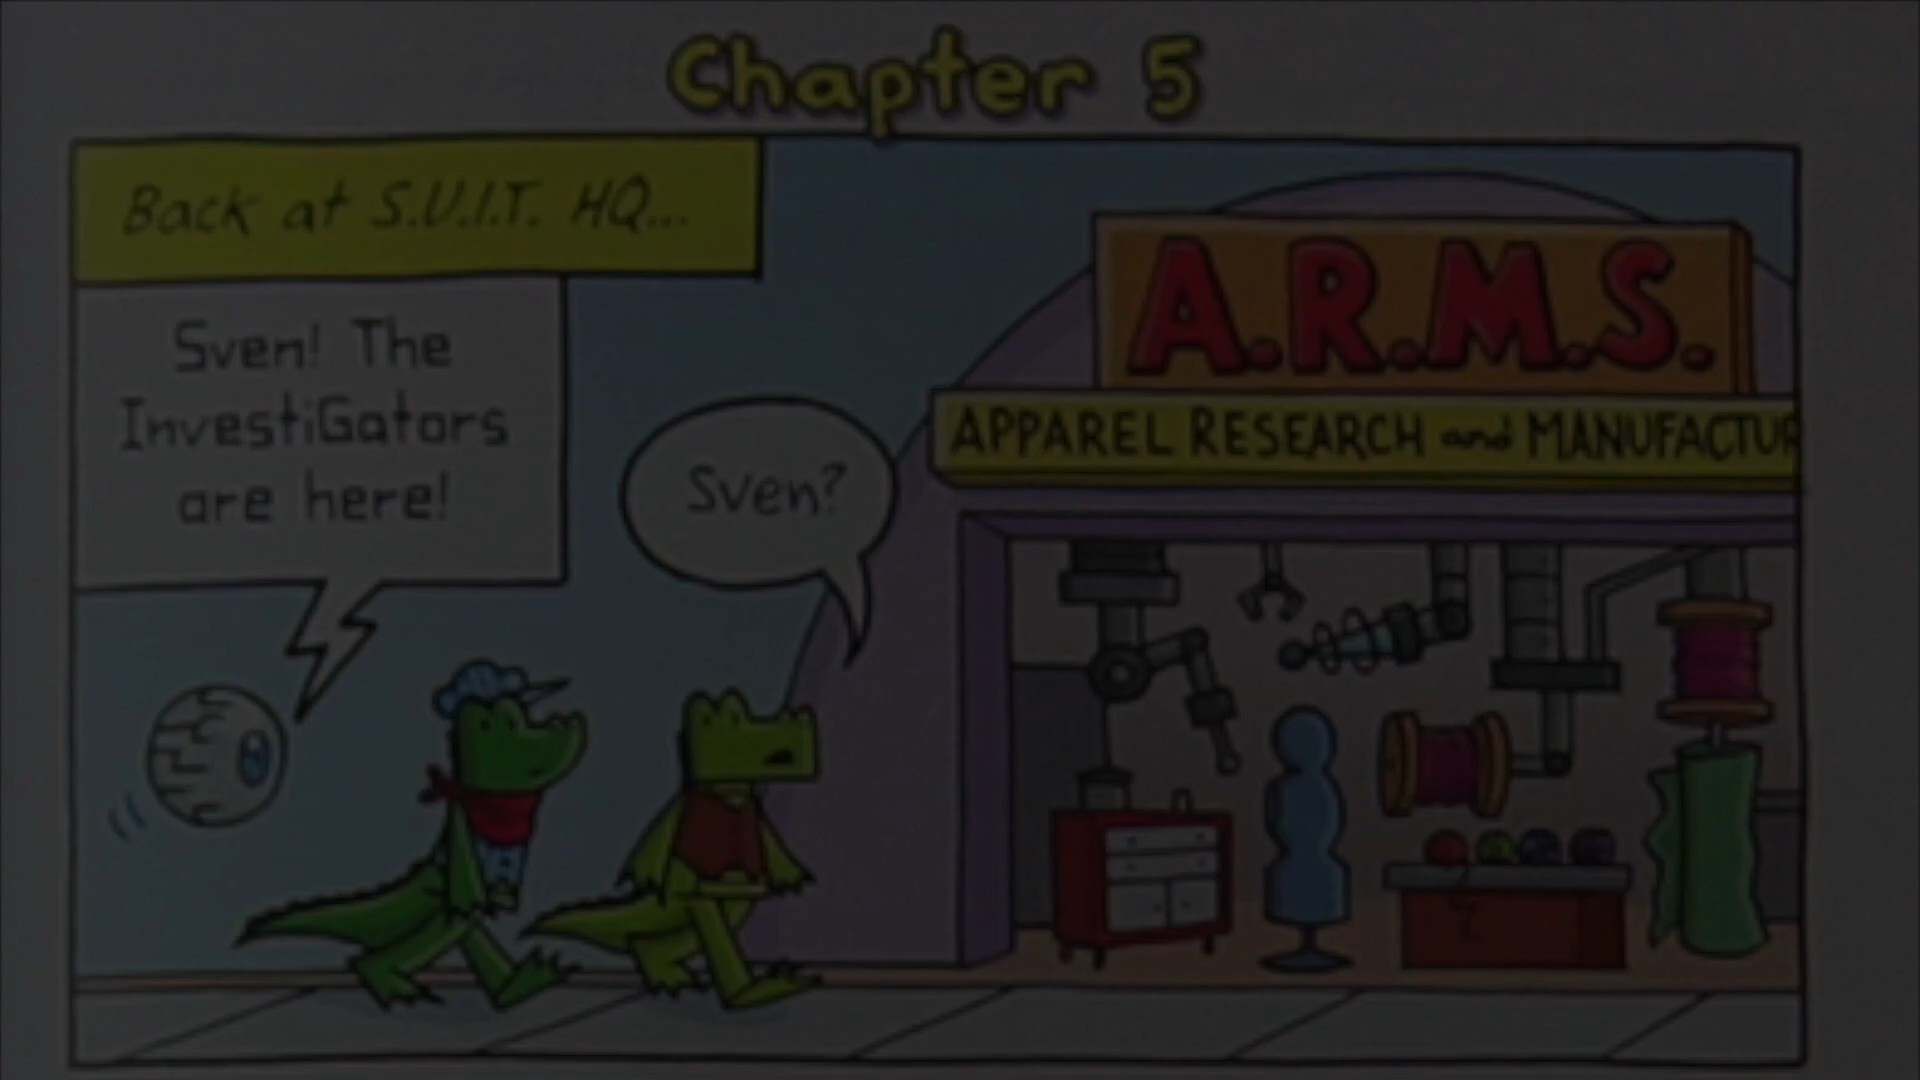 Chapter 5
Back at S.U.I.T. HQ...
Sven! The
InvestiGators
are here!
Sven?
A.R.M.S.
APPAREL RESEARCH and MANUFACTUR